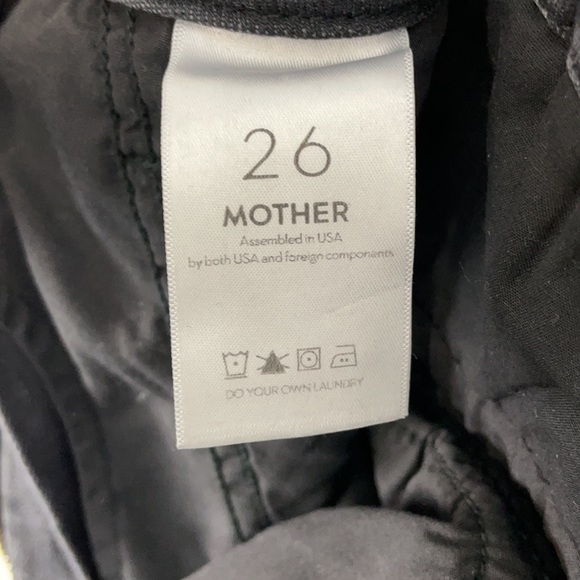 26
MOTHER
Assembled in USA
by both USA and foreign components
DO YOUR OWN LAUNDRY